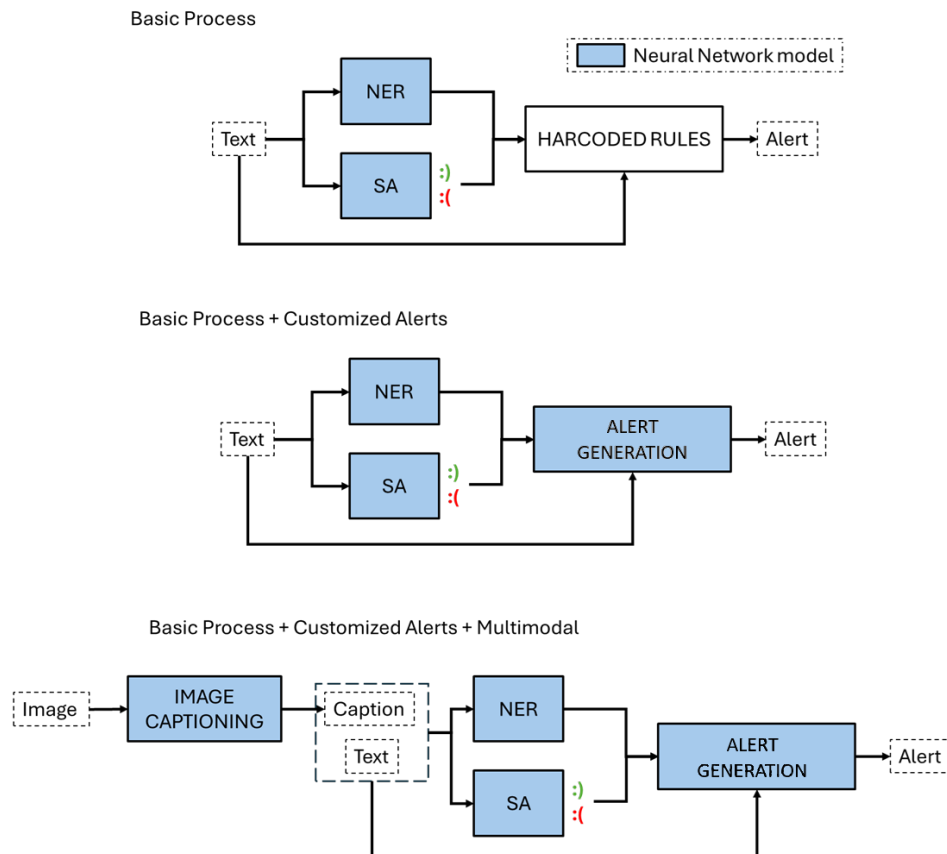 Basic Process
Neural Network model
NER
Text
HARCODED RULES
Alert
SA
:)
:(
Basic Process + Customized Alerts
NER
Text
ALERT
GENERATION
Alert
SA
:)
:(
Basic Process + Customized Alerts + Multimodal
Image
IMAGE
CAPTIONING
Caption
Text
NER
SA
:)
:(
ALERT
GENERATION
Alert